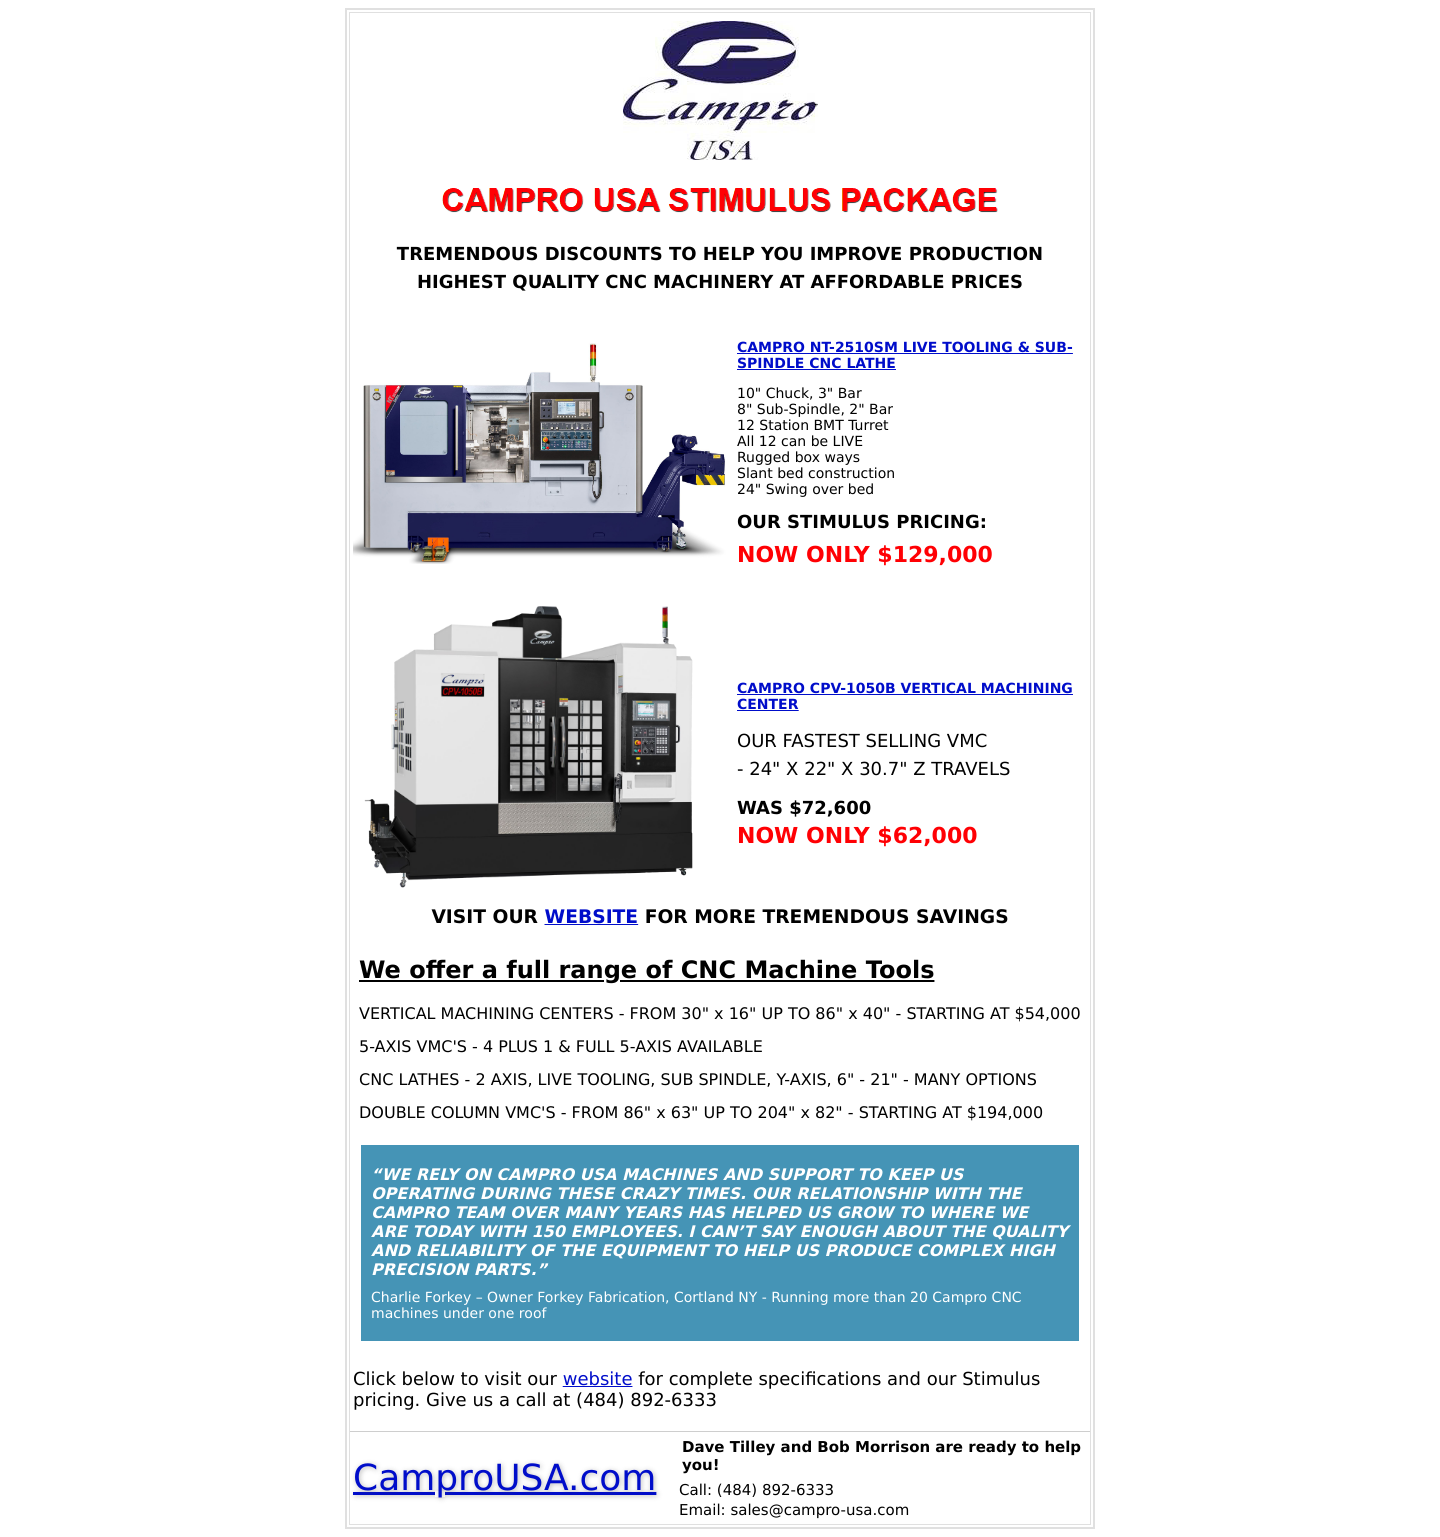 Campro
USA
CAMPRO USA STIMULUS PACKAGE
TREMENDOUS DISCOUNTS TO HELP YOU IMPROVE PRODUCTION
HIGHEST QUALITY CNC MACHINERY AT AFFORDABLE PRICES
CAMPRO NT-2510SM LIVE TOOLING & SUB-
SPINDLE CNC LATHE
10" Chuck, 3" Bar
8" Sub-Spindle, 2" Bar
12 Station BMT Turret
All 12 can be LIVE
Rugged box ways
Slant bed construction
24" Swing over bed
OUR STIMULUS PRICING:
NOW ONLY $129,000
Campro
Campro
CPV-1050B
CAMPRO CPV-1050B VERTICAL MACHINING
CENTER
OUR FASTEST SELLING VMC
- 24" X 22" X 30.7" Z TRAVELS
WAS $72,600
NOW ONLY $62,000
VISIT OUR WEBSITE FOR MORE TREMENDOUS SAVINGS
We offer a full range of CNC Machine Tools
VERTICAL MACHINING CENTERS - FROM 30" x 16" UP TO 86" x 40" - STARTING AT $54,000
5-AXIS VMC'S - 4 PLUS 1 & FULL 5-AXIS AVAILABLE
CNC LATHES - 2 AXIS, LIVE TOOLING, SUB SPINDLE, Y-AXIS, 6" - 21" - MANY OPTIONS
DOUBLE COLUMN VMC'S - FROM 86" x 63" UP TO 204" x 82" - STARTING AT $194,000
“WE RELY ON CAMPRO USA MACHINES AND SUPPORT TO KEEP US
OPERATING DURING THESE CRAZY TIMES. OUR RELATIONSHIP WITH THE
CAMPRO TEAM OVER MANY YEARS HAS HELPED US GROW TO WHERE WE
ARE TODAY WITH 150 EMPLOYEES. I CAN’T SAY ENOUGH ABOUT THE QUALITY
AND RELIABILITY OF THE EQUIPMENT TO HELP US PRODUCE COMPLEX HIGH
PRECISION PARTS.”
Charlie Forkey – Owner Forkey Fabrication, Cortland NY - Running more than 20 Campro CNC
machines under one roof
Click below to visit our website for complete specifications and our Stimulus
pricing. Give us a call at (484) 892-6333
CamproUSA.com
Dave Tilley and Bob Morrison are ready to help
you!
Call: (484) 892-6333
Email: sales@campro-usa.com